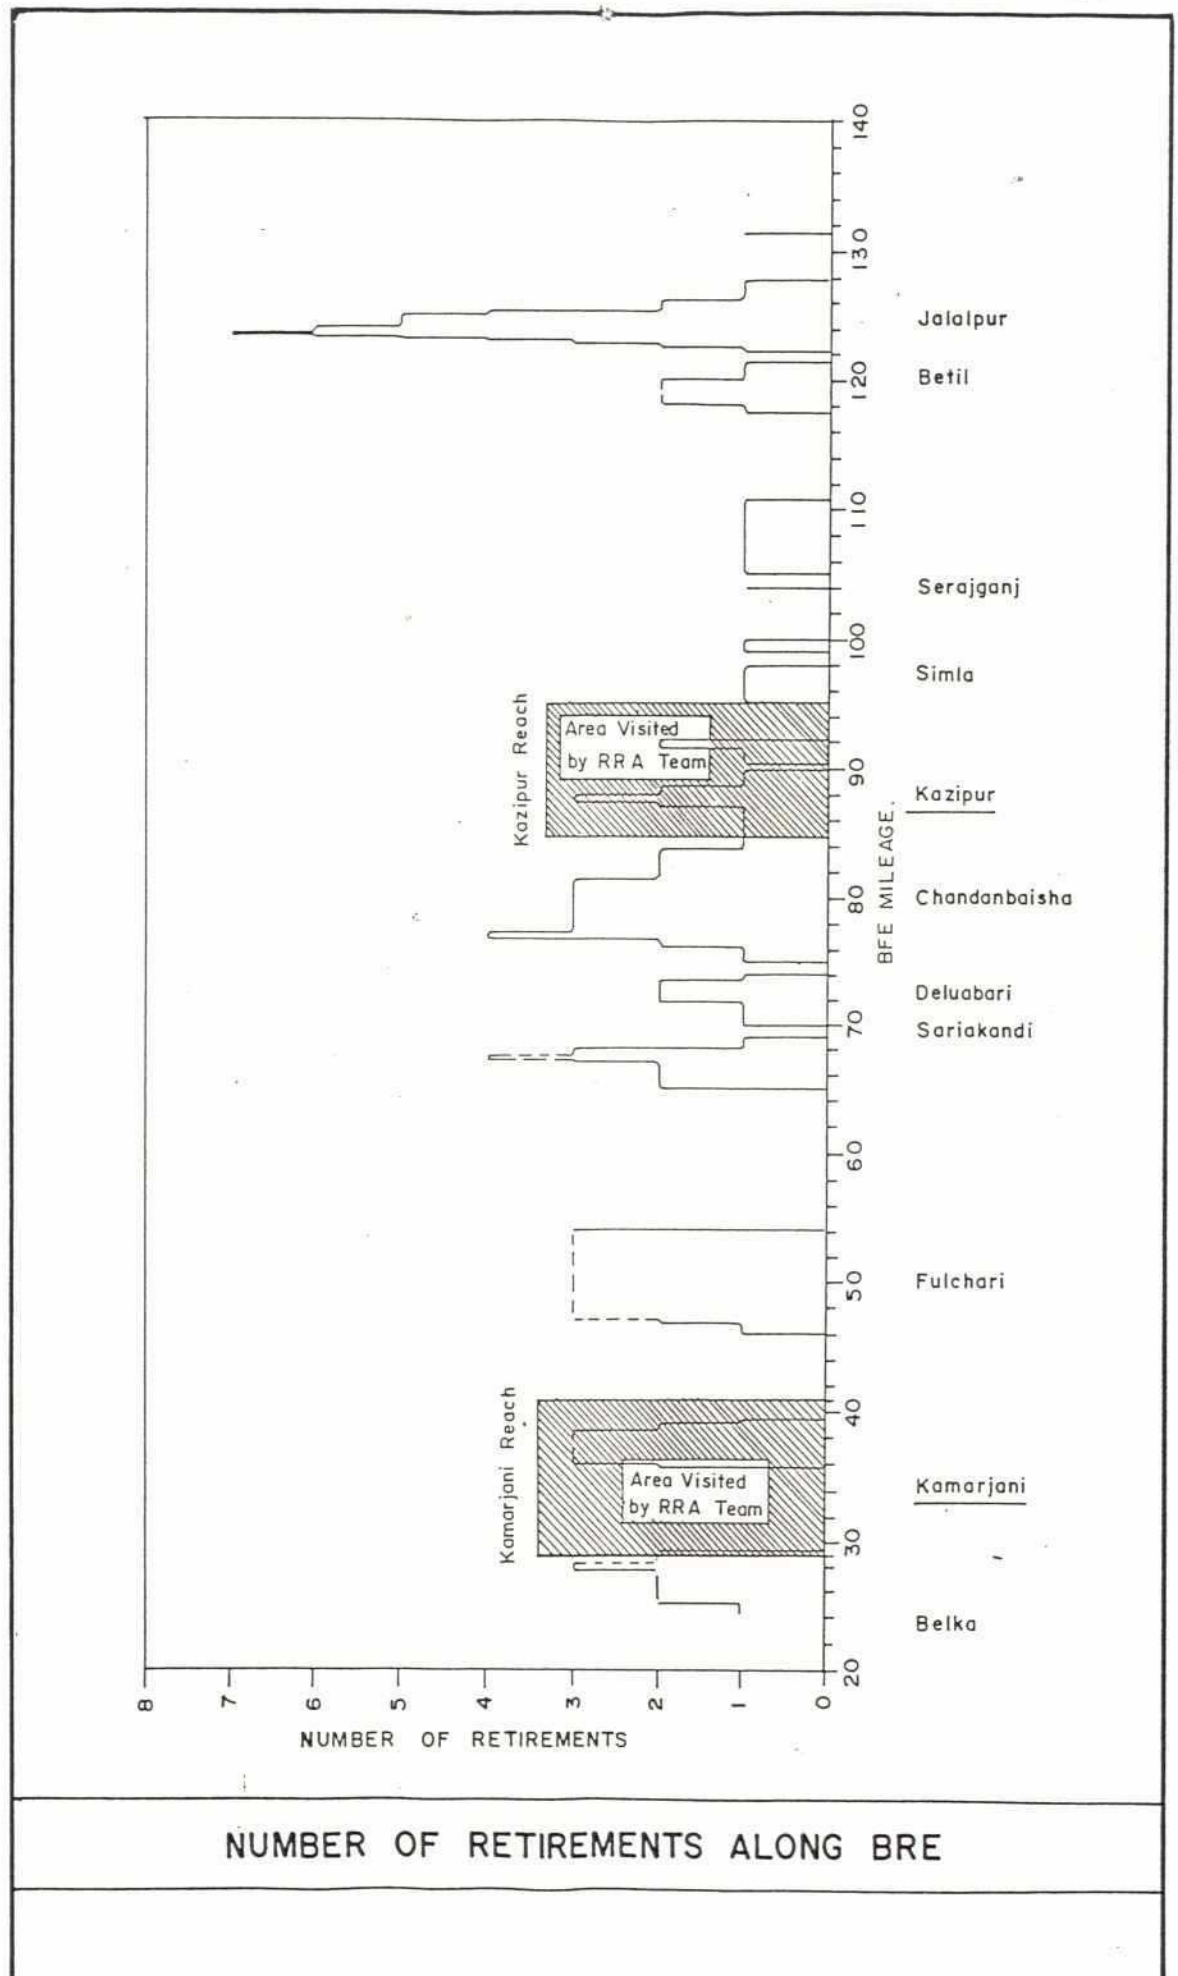 140
130
120
110
100
90
80
70
60
50
40
30
20
BFE MILEAGE.
Jalalpur
Betil
Serajganj
Simla
Kazipur
Chandanbaisha
Deluabari
Sariakandi
Fulchari
Kamarjani
Belka
Kazipur Reach
Area Visited
by RRA Team
Kamarjani Reach
Area Visited
by RRA Team
8 7 6 5 4 3 2 1 0
NUMBER OF RETIREMENTS
NUMBER OF RETIREMENTS ALONG BRE